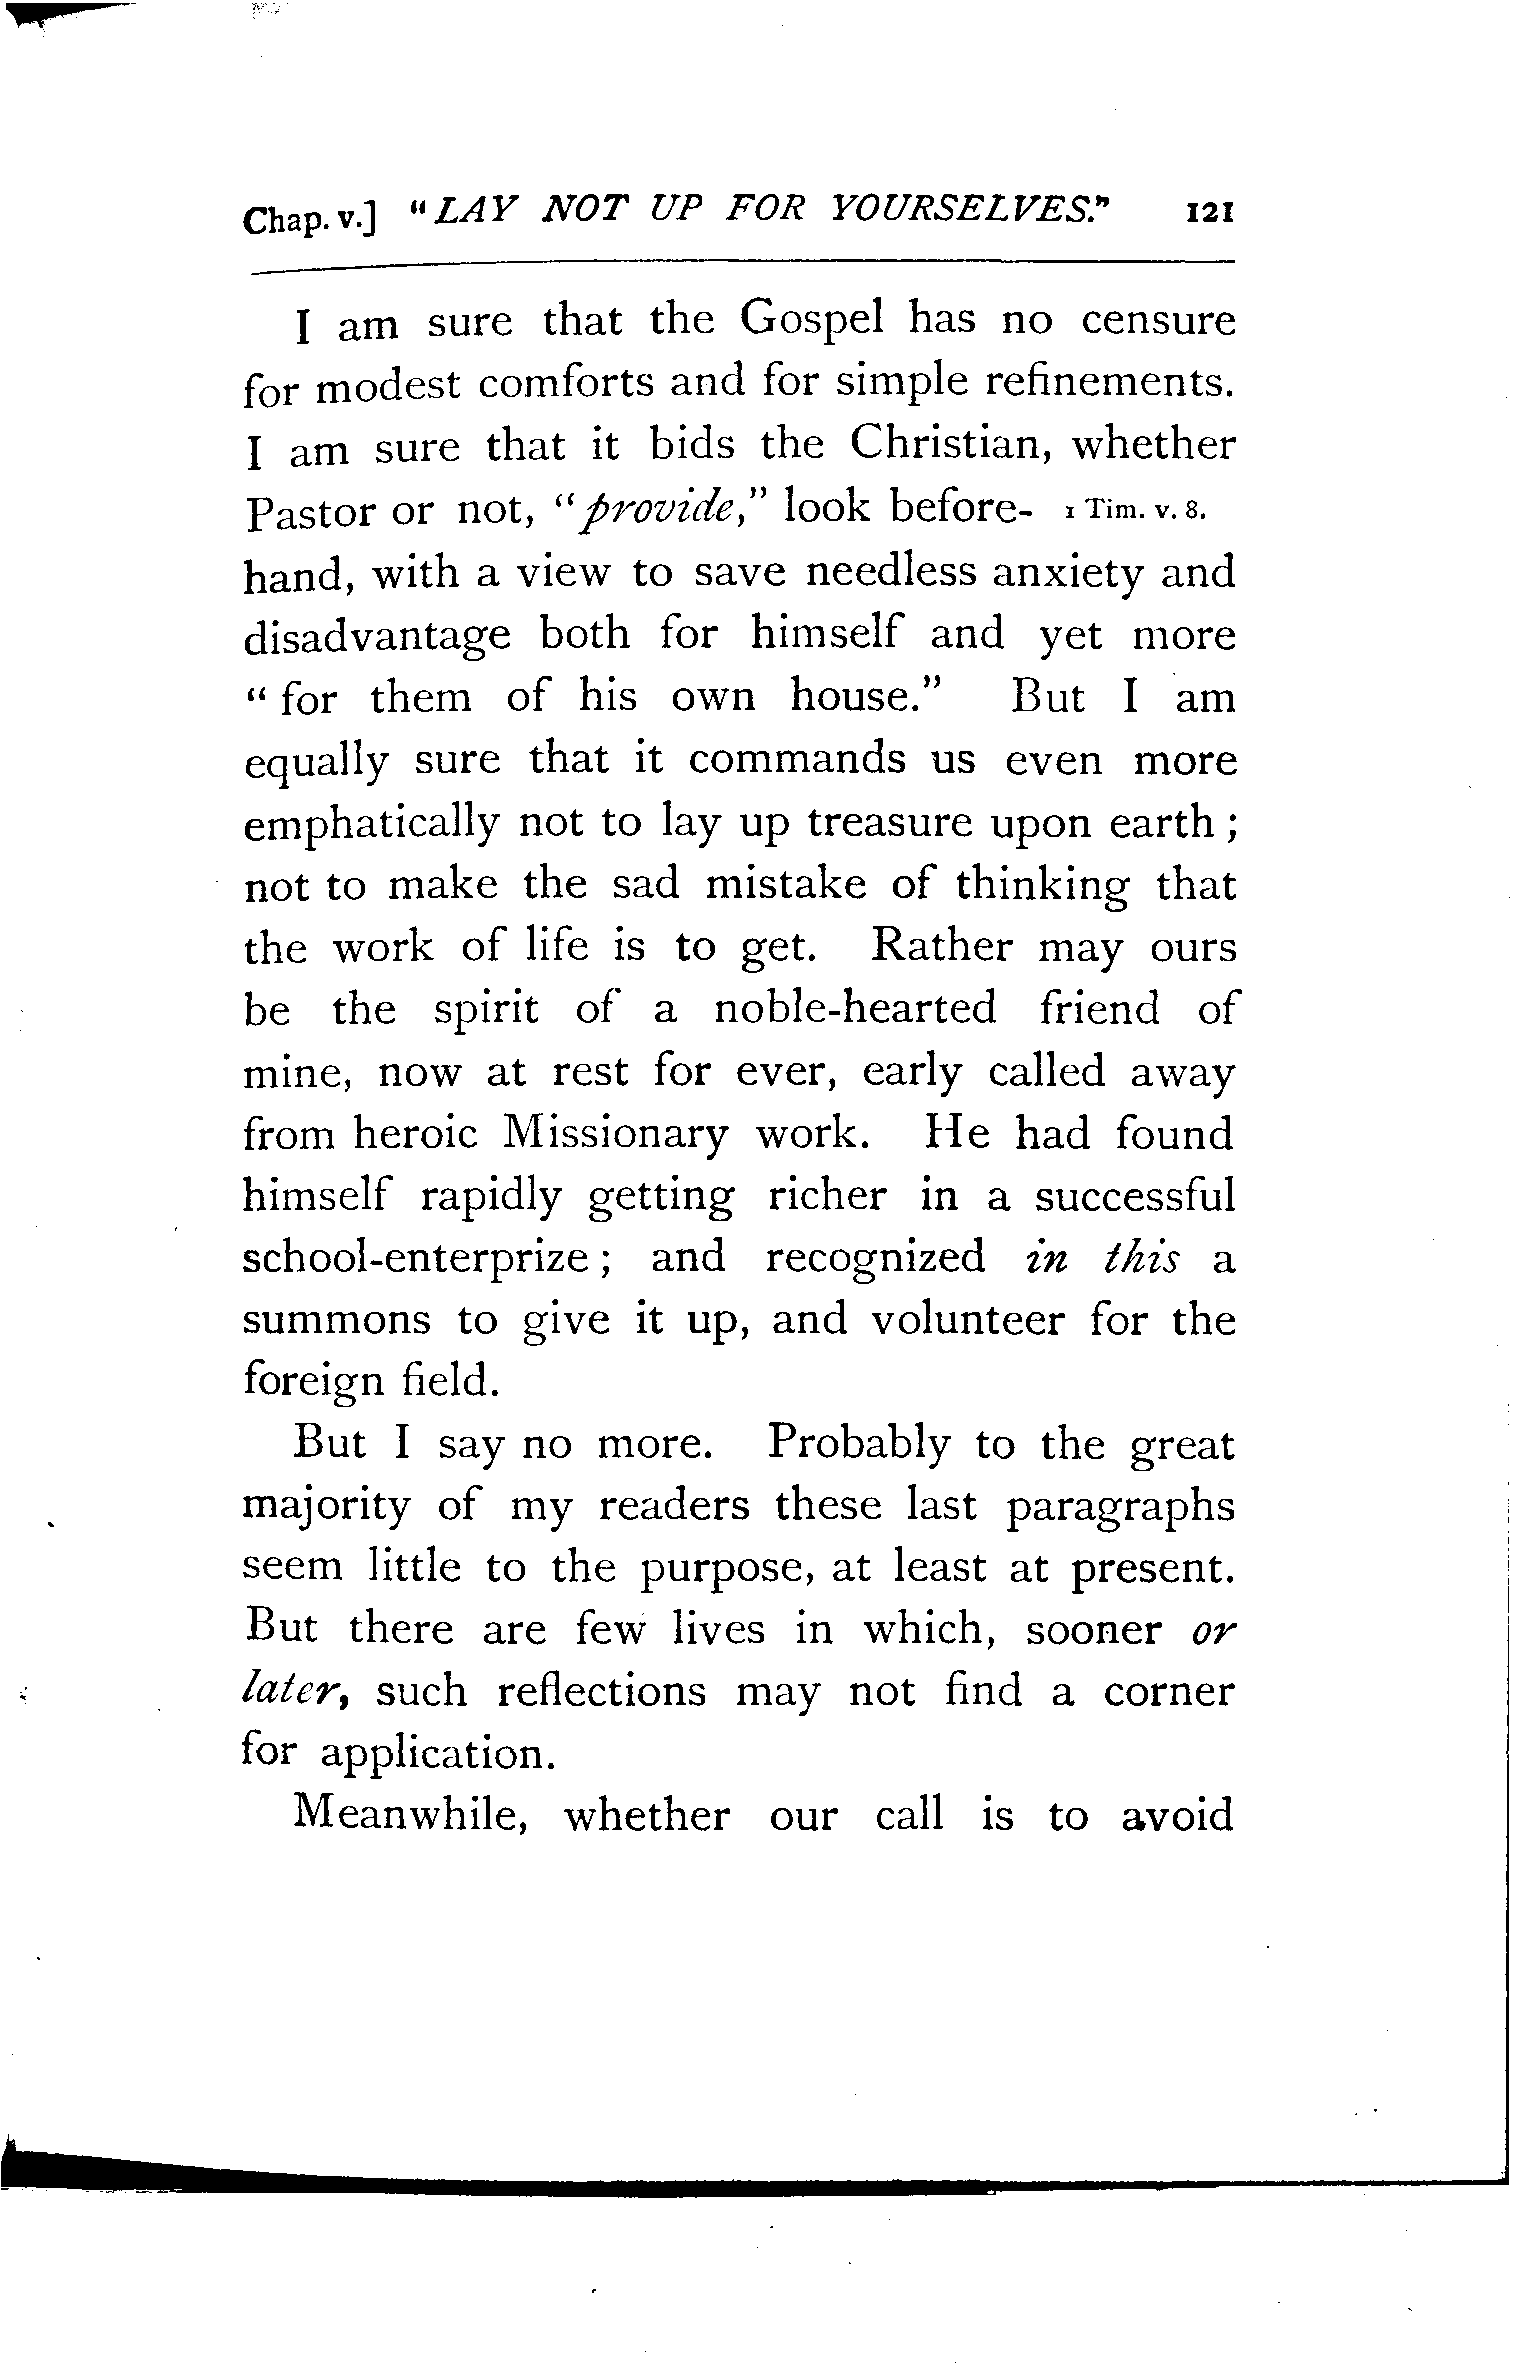 Chap. v.] "LAY NOT UP FOR YOURSELVES." 121
I am sure that the Gospel has no censure
for modest comforts and for simple refinements.
I am sure that it bids the Christian, whether
Pastor or not, "provide," look before- 1 Tim. v. 8.
hand, with a view to save needless anxiety and
disadvantage both for himself and yet more
"for them of his own house." But I am
equally sure that it commands us even more
emphatically not to lay up treasure upon earth;
not to make the sad mistake of thinking that
the work of life is to get. Rather may ours
be the spirit of a noble-hearted friend of
mine, now at rest for ever, early called away
from heroic Missionary work. He had found
himself rapidly getting richer in a successful
school-enterprize; and recognized in this a
summons to give it up, and volunteer for the
foreign field.
But I say no more. Probably to the great
majority of my readers these last paragraphs
seem little to the purpose, at least at present.
But there are few lives in which, sooner or
later, such reflections may not find a corner
for application.
Meanwhile, whether our call is to avoid